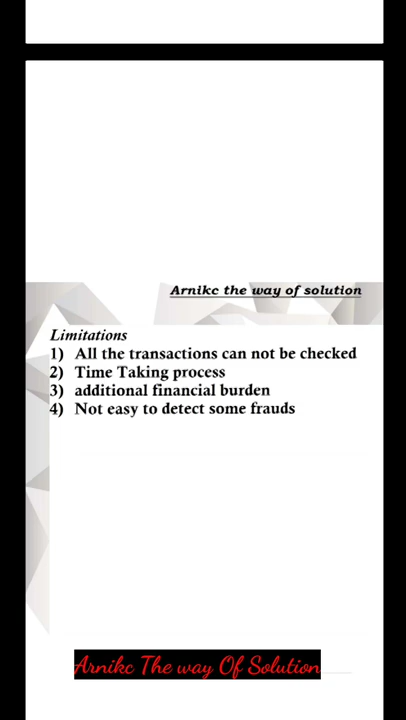 Arnikc the way of solution
Limitations
1) All the transactions can not be checked
2) Time Taking process
3) additional financial burden
4) Not easy to detect some frauds
Arnikc The way Of Solution